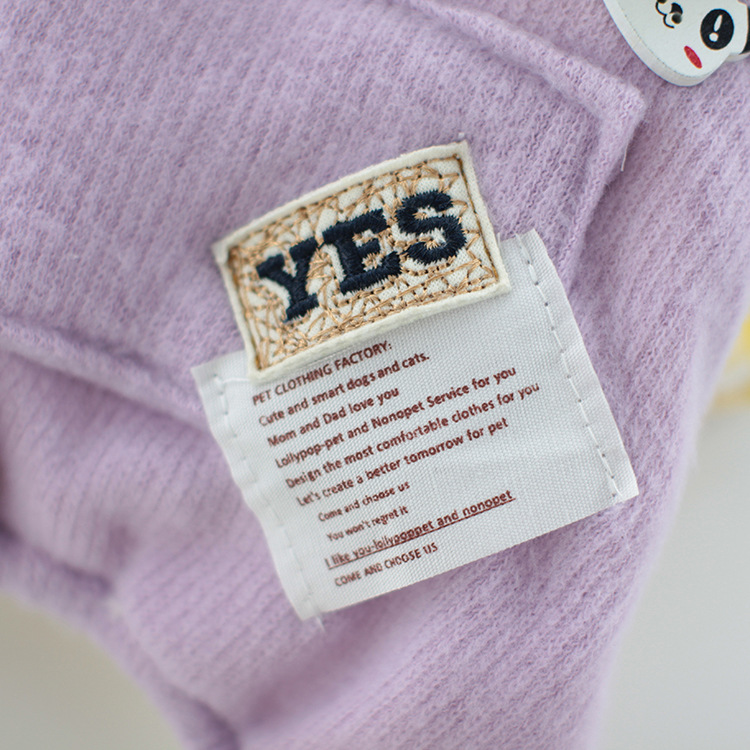 YES
PET CLOTHING FACTORY:
Cute and smart dogs and cats.
Mom and Dad love you
Lollypop-pet and Nonopet Service for you
Design the most comfortable clothes for you
Let's create a better tomorrow for pet
Come and choose us
You won't regret it
I like you-lollypoppet and nonopet
COME AND CHOOSE US